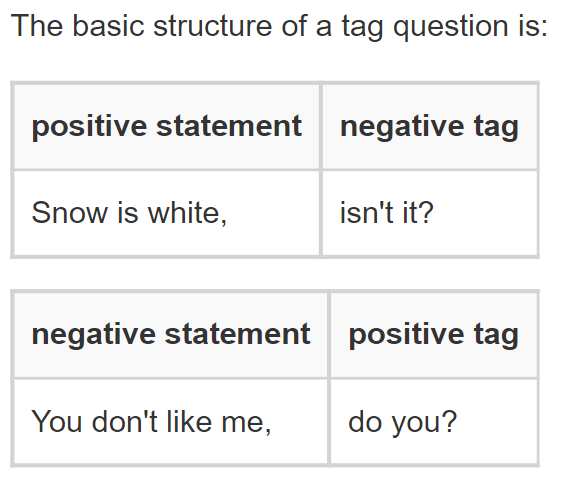 The basic structure of a tag question is:
positive statement negative tag
Snow is white, isn't it?
negative statement positive tag
You don't like me, do you?